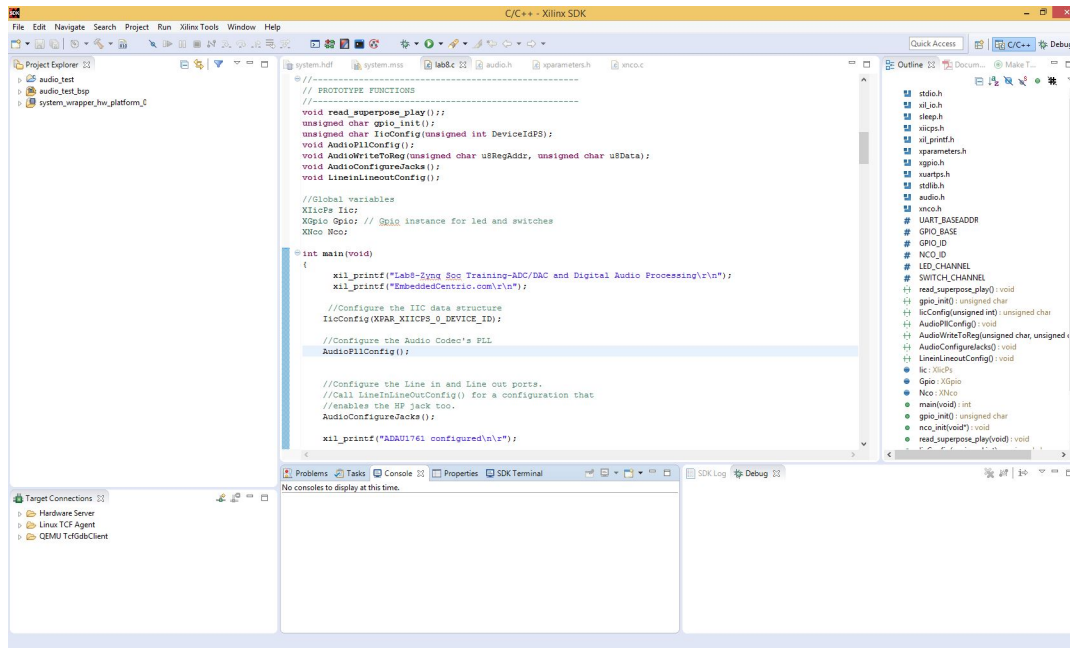 SDK
C/C++ - Xilinx SDK
File Edit Navigate Search Project Run Xilinx Tools Window Help
Quick Access
C/C++
Debug
Project Explorer
audio_test
audio_test_bsp
system_wrapper_hw_platform_0
system.hdf
system.mss
lab8.c
audio.h
xparameters.h
xnco.c
//----------------------------------------------------
// PROTOTYPE FUNCTIONS
//----------------------------------------------------
void read_superpose_play();;
unsigned char gpio_init();
unsigned char IicConfig(unsigned int DeviceIdPS);
void AudioPllConfig();
void AudioWriteToReg(unsigned char u8RegAddr, unsigned char u8Data);
void AudioConfigureJacks();
void LineinLineoutConfig();
//Global variables
XIicPs Iic;
XGpio Gpio; // Gpio instance for led and switches
XNco Nco;
int main(void)
{
xil_printf("Lab8-Zynq Soc Training-ADC/DAC and Digital Audio Processing\r\n");
xil_printf("EmbeddedCentric.com\r\n");
//Configure the IIC data structure
IicConfig(XPAR_XIICPS_0_DEVICE_ID);
//Configure the Audio Codec's PLL
AudioPllConfig();
//Configure the Line in and Line out ports.
//Call LineInLineOutConfig() for a configuration that
//enables the HP jack too.
AudioConfigureJacks();
xil_printf("ADAU1761 configured\n\r");
Outline
Docum...
Make T...
stdio.h
xil_io.h
sleep.h
xiicps.h
xil_printf.h
xparameters.h
xgpio.h
xuartps.h
stdlib.h
audio.h
xnco.h
UART_BASEADDR
GPIO_BASE
GPIO_ID
NCO_ID
LED_CHANNEL
SWITCH_CHANNEL
read_superpose_play() : void
gpio_init() : unsigned char
IicConfig(unsigned int) : unsigned char
AudioPllConfig() : void
AudioWriteToReg(unsigned char, unsigned
AudioConfigureJacks() : void
LineinLineoutConfig() : void
Iic : XIicPs
Gpio : XGpio
Nco : XNco
main(void) : int
gpio_init() : unsigned char
nco_init(void*) : void
read_superpose_play(void) : void
Target Connections
Hardware Server
Linux TCF Agent
QEMU TcfGdbClient
Problems
Tasks
Console
Properties
SDK Terminal
No consoles to display at this time.
SDK Log
Debug